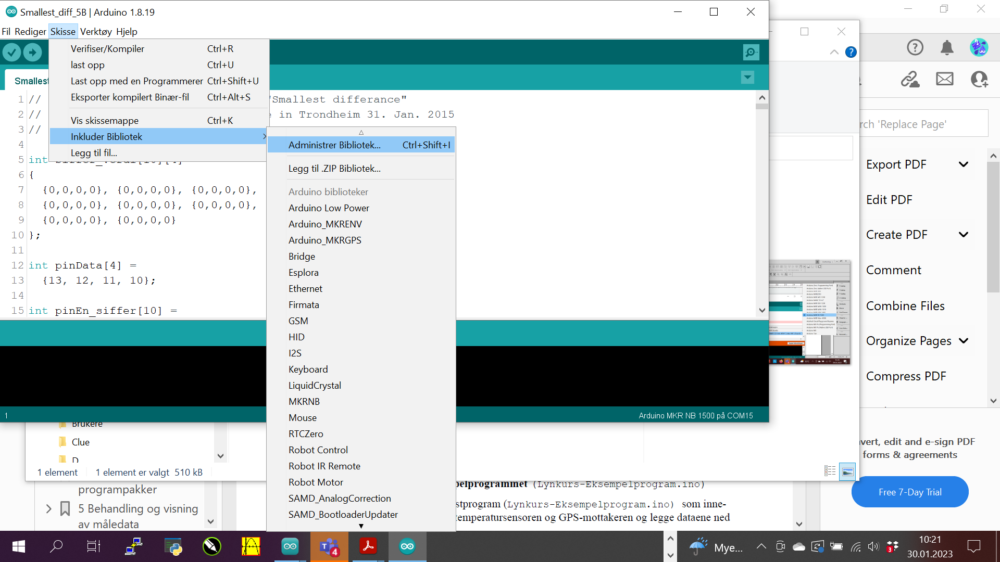 Smallest_diff_5B | Arduino 1.8.19
Fil Rediger Skisse Verktøy Hjelp
Verifiser/Kompiler Ctrl+R
last opp Ctrl+U
Last opp med en Programmerer Ctrl+Shift+U
Eksporter kompilert Binær-fil Ctrl+Alt+S
Vis skissemappe Ctrl+K
Inkluder Bibliotek
Legg til fil...
Administrer Bibliotek... Ctrl+Shift+I
Legg til .ZIP Bibliotek...
Arduino biblioteker
Arduino Low Power
Arduino_MKRENV
Arduino_MKRGPS
Bridge
Esplora
Ethernet
Firmata
GSM
HID
I2S
Keyboard
LiquidCrystal
MKRNB
Mouse
RTCZero
Robot Control
Robot IR Remote
Robot Motor
SAMD_AnalogCorrection
SAMD_BootloaderUpdater
Smallest
1 // "Smallest differance"
2 // e in Trondheim 31. Jan. 2015
3 //
4
5 int
6 {
7 {0,0,0,0}, {0,0,0,0}, {0,0,0,0},
8 {0,0,0,0}, {0,0,0,0}, {0,0,0,0},
9 {0,0,0,0}, {0,0,0,0}
10 };
11
12 int pinData[4] =
13 {13, 12, 11, 10};
14
15 int pinEn_siffer[10] =
1
Arduino MKR NB 1500 på COM15
Brukere
Clue
D
1 element 1 element er valgt 510 kB
programpakker
5 Behandling og visning
av måledata
pelprogrammet (Lynkurs-Eksempelprogram.ino)
stprogram (Lynkurs-Eksempelprogram.ino) som inne-
temperatursensoren og GPS-mottakeren og legge dataene ned
rch 'Replace Page'
Export PDF
Edit PDF
Create PDF
Comment
Combine Files
Organize Pages
Compress PDF
vert, edit and e-sign PDF
forms & agreements
Free 7-Day Trial
4
Mye...
3
10:21
30.01.2023